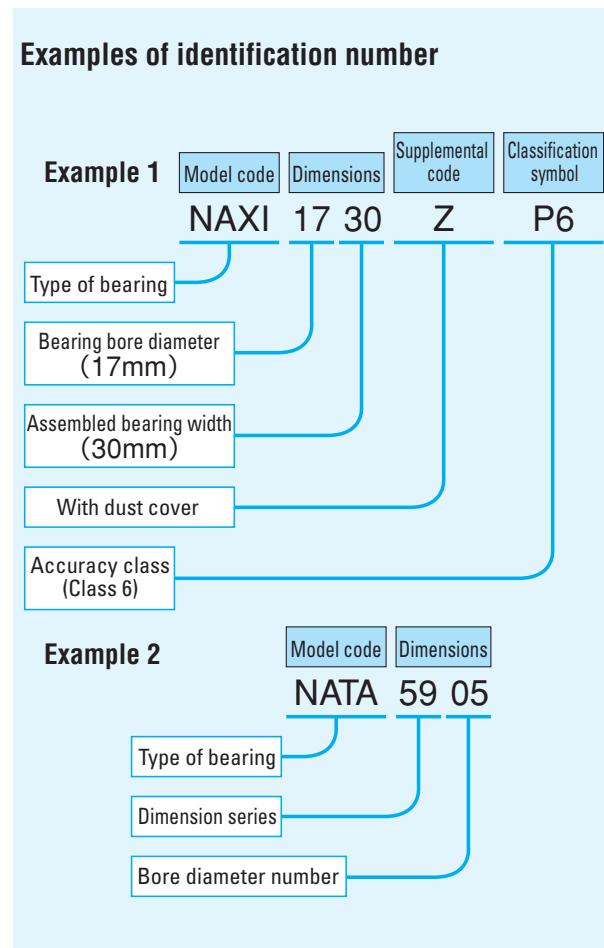 Examples of identification number
Example 1
Model code
Dimensions
Supplemental
code
Classification
symbol
NAXI 17 30 Z P6
Type of bearing
Bearing bore diameter
（17mm）
Assembled bearing width
（30mm）
With dust cover
Accuracy class
(Class 6)
Example 2
Model code
Dimensions
NATA 59 05
Type of bearing
Dimension series
Bore diameter number